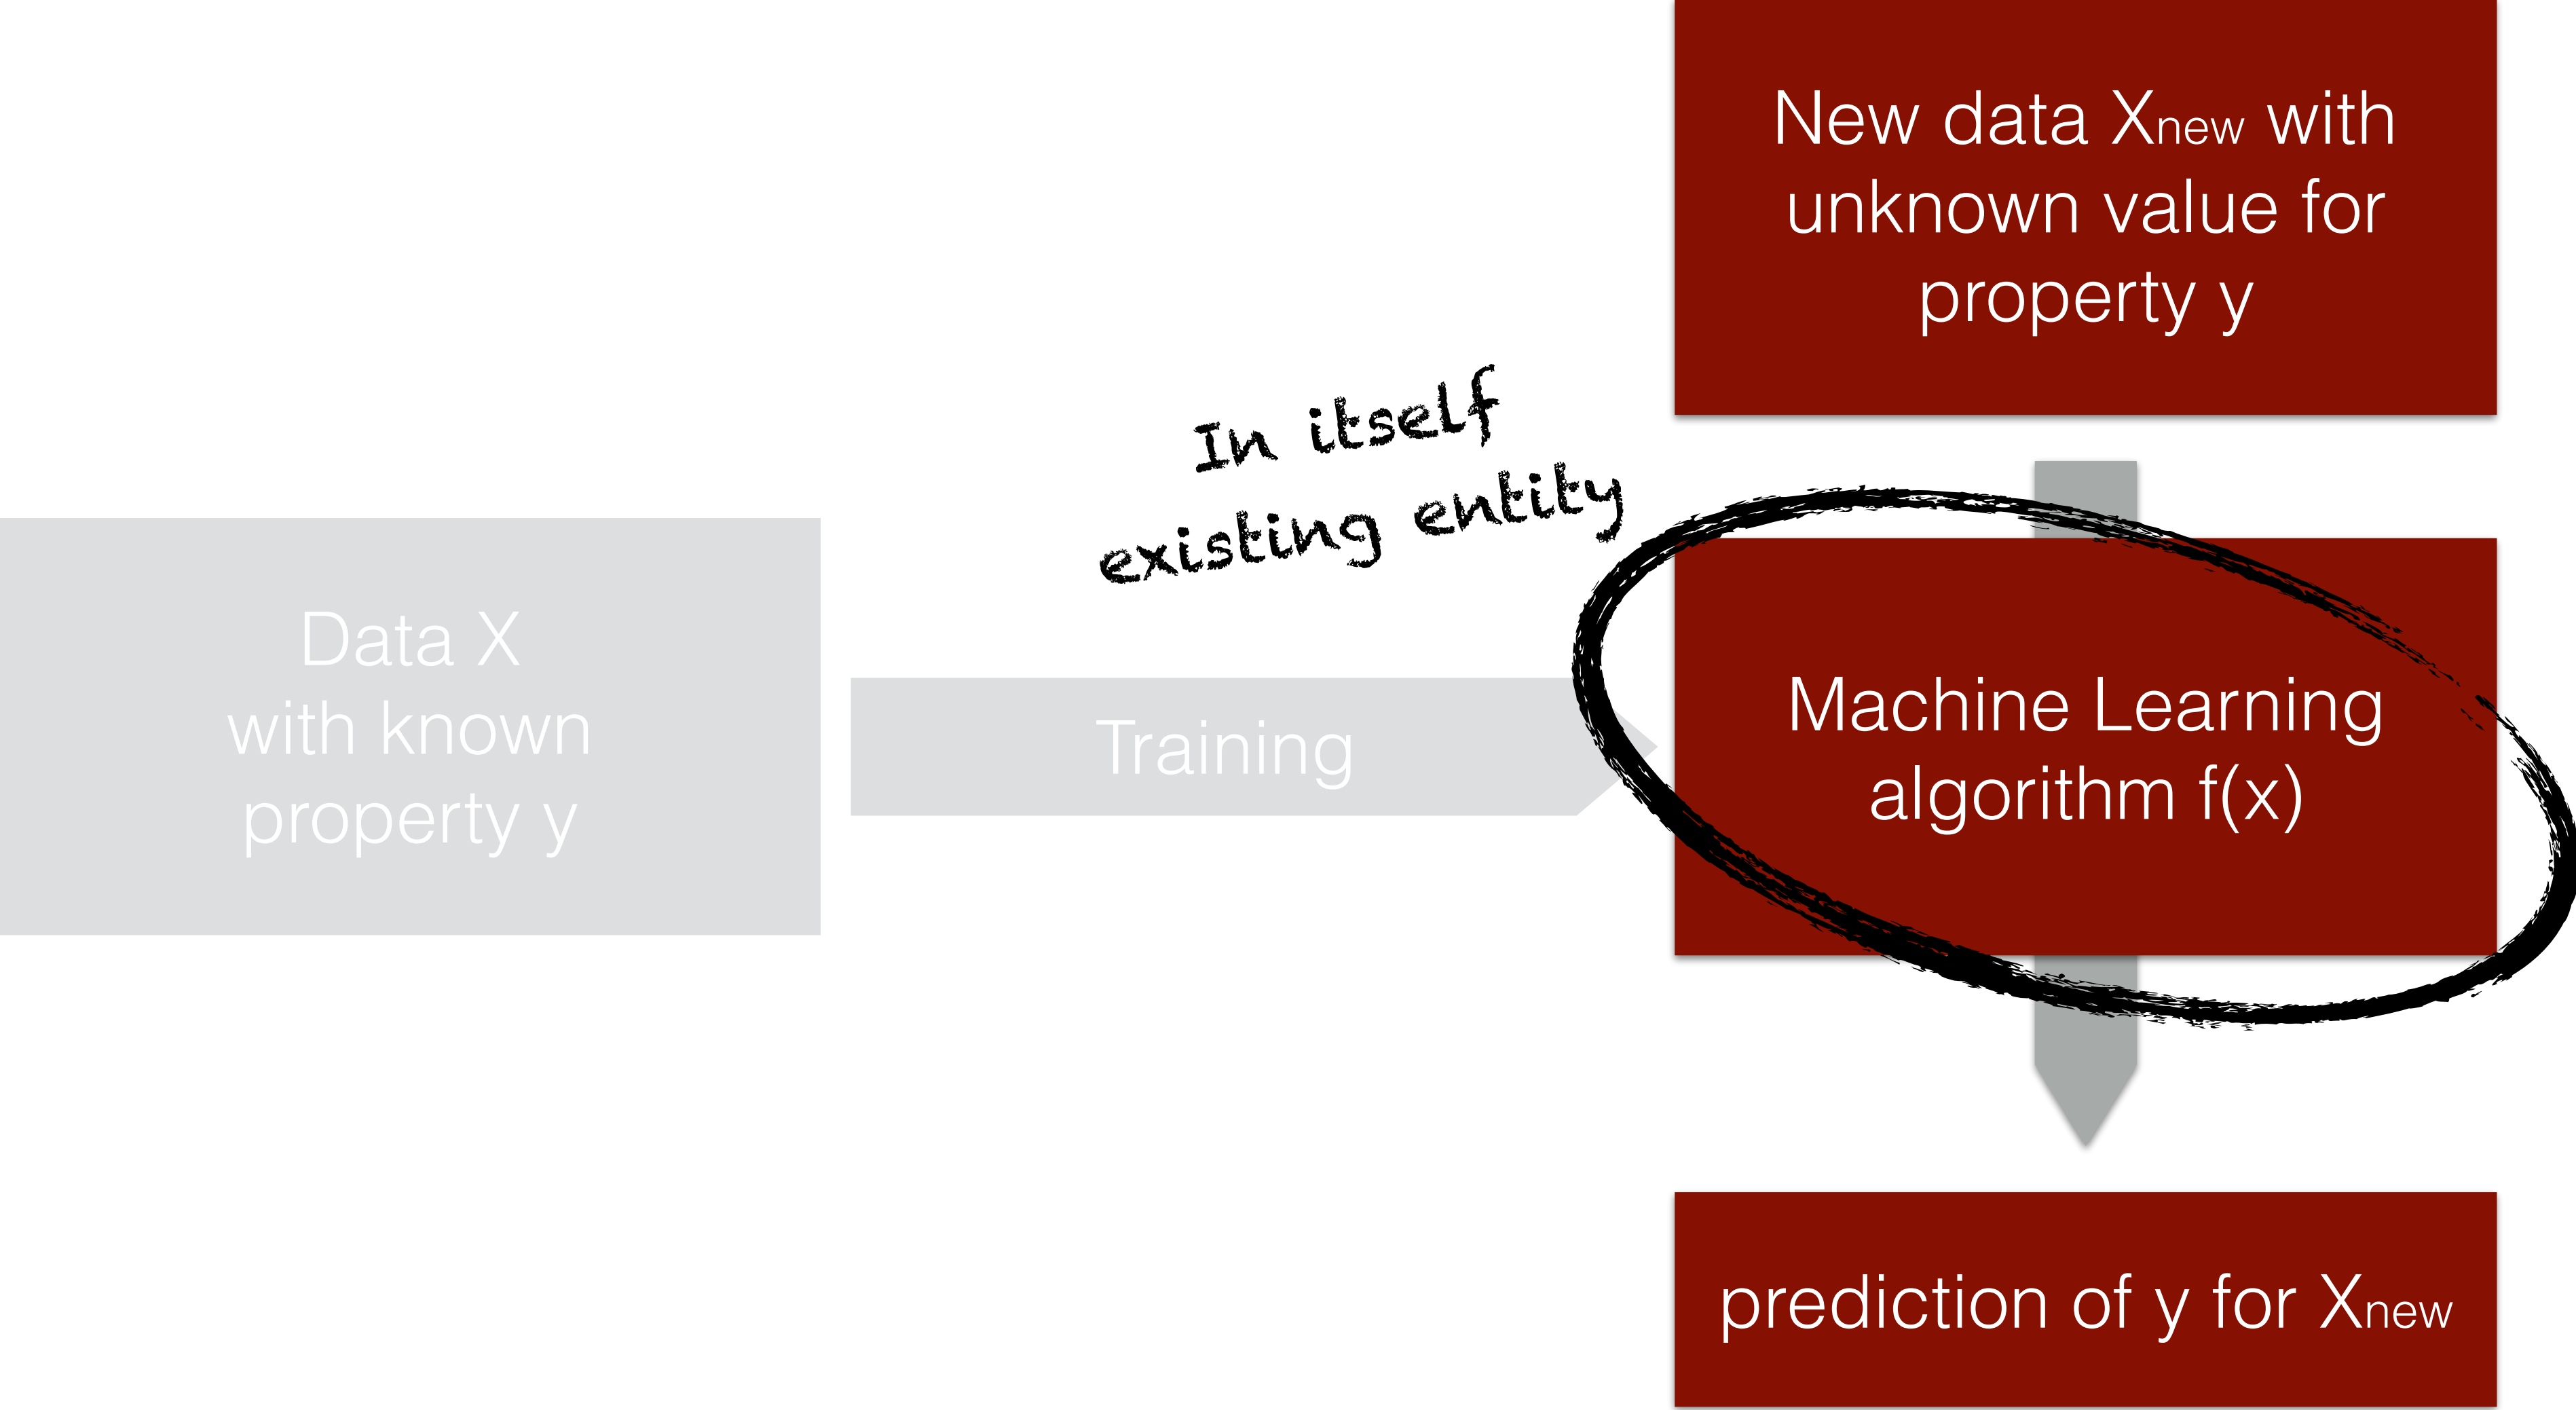 New data Xnew with
unknown value for
property y
In itself
existing entity
Data X
with known
property y
Training
Machine Learning
algorithm f(x)
prediction of y for Xnew